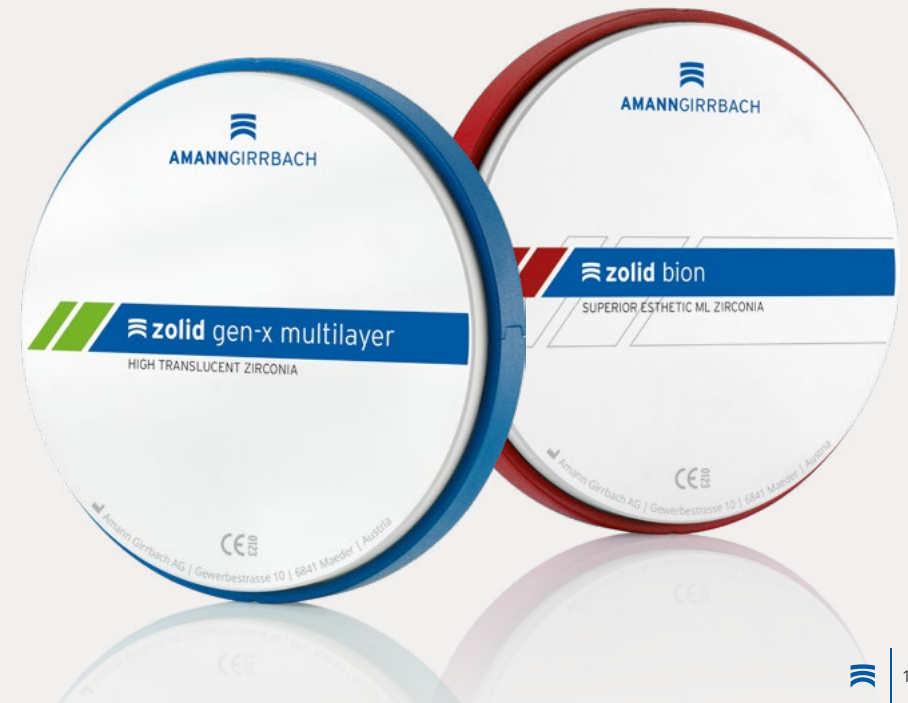 AMANNGIRRBACH
zolid gen-x multilayer
HIGH TRANSLUCENT ZIRCONIA
CE 0123
Amann Girrbach AG | Gewerbestrasse 10 | 6841 Maeder | Austria
AMANNGIRRBACH
zolid bion
SUPERIOR ESTHETIC ML ZIRCONIA
CE 0123
Amann Girrbach AG | Gewerbestrasse 10 | 6841 Maeder | Austria